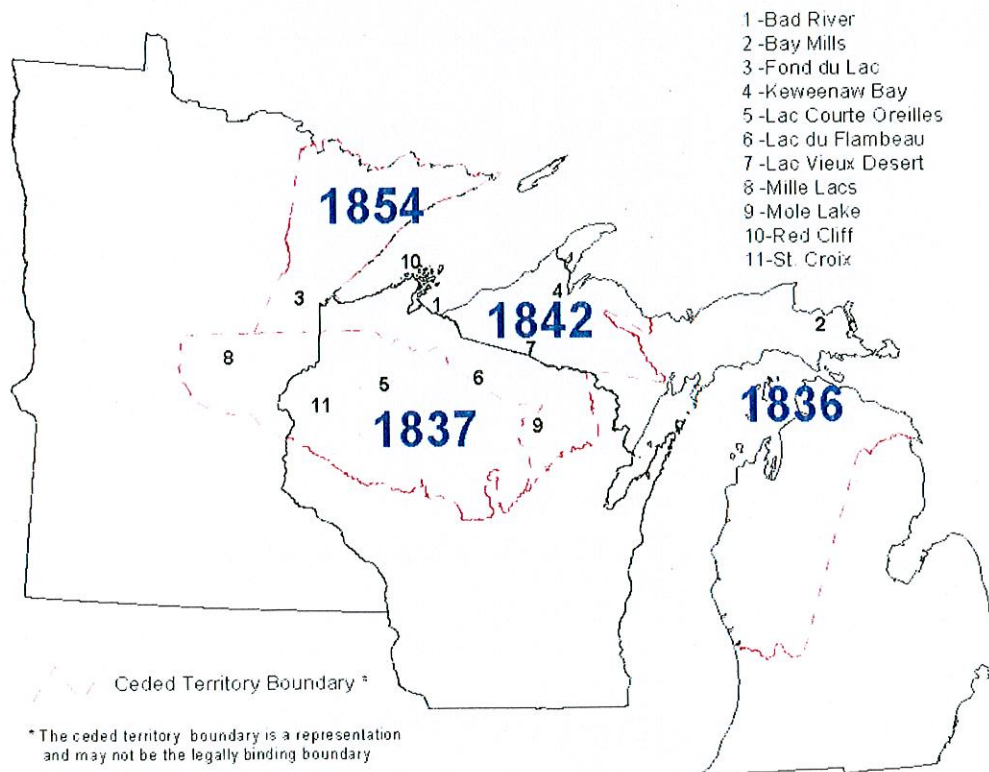 1 -Bad River
2 -Bay Mills
3 -Fond du Lac
4 -Keweenaw Bay
5 -Lac Courte Oreilles
6 -Lac du Flambeau
7 -Lac Vieux Desert
8 -Mille Lacs
9 -Mole Lake
10-Red Cliff
11-St. Croix
1854
10
3
1
4
1842
2
8
7
5
6
1836
11
1837
9
Ceded Territory Boundary *
* The ceded territory boundary is a representation
and may not be the legally binding boundary